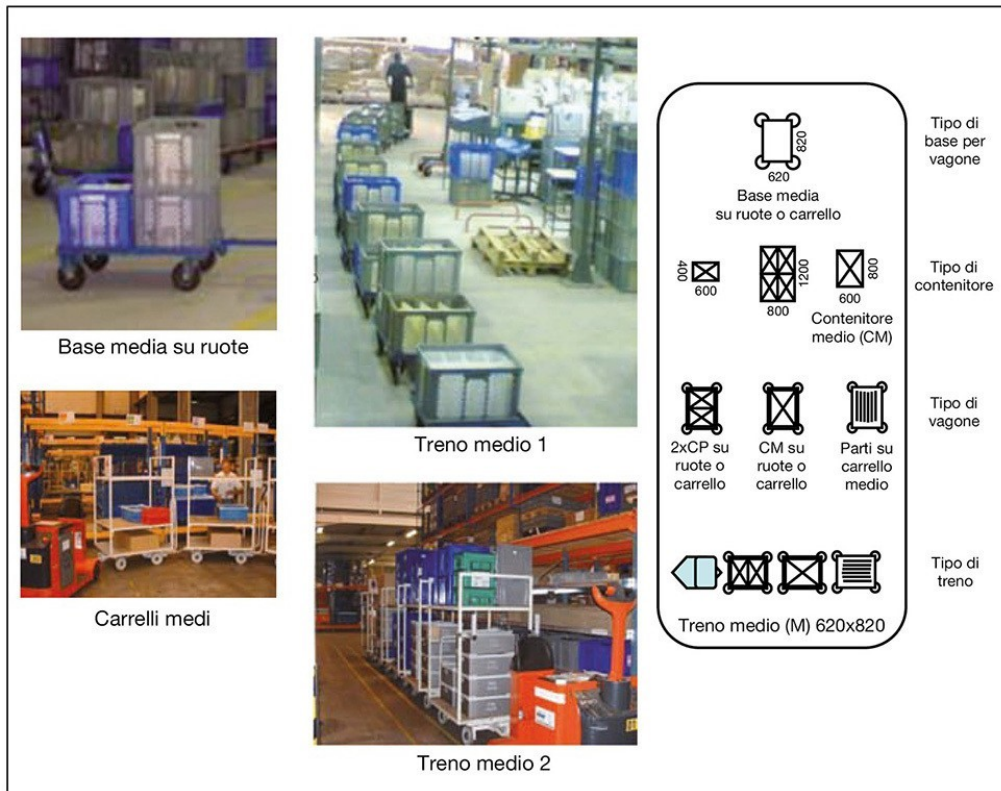 Base media su ruote
Carrelli medi
Treno medio 1
Treno medio 2
820
620
Base media
su ruote o carrello
Tipo di
base per
vagone
400
600
1200
800
800
600
Contenitore
medio (CM)
Tipo di
contenitore
2xCP su
ruote o
carrello
CM su
ruote o
carrello
Parti su
carrello
medio
Tipo di
vagone
Tipo di
treno
Treno medio (M) 620x820